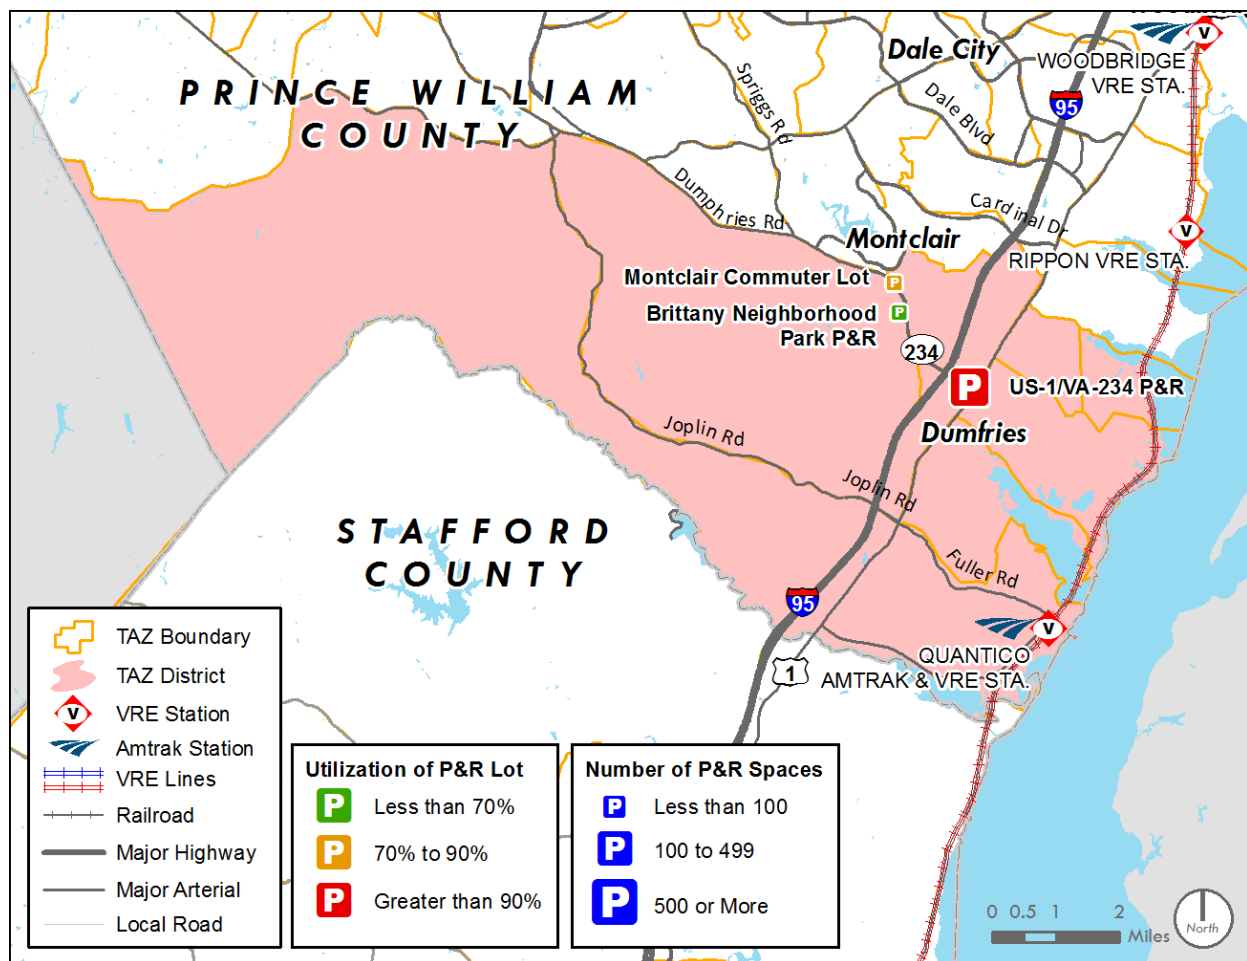 Dale City
WOODBRIDGE
VRE STA.
PRINCE WILLIAM
COUNTY
Spriggs Rd
Dale Blvd
95
V
V
Dumphries Rd
Cardinal Dr
Montclair
RIPPON VRE STA.
Montclair Commuter Lot
P
Brittany Neighborhood
Park P&R
P
234
P
US-1/VA-234 P&R
Dumfries
Joplin Rd
Joplin Rd
STAFFORD
COUNTY
Fuller Rd
95
V
QUANTICO
AMTRAK & VRE STA.
1
TAZ Boundary
TAZ District
V VRE Station
Amtrak Station
VRE Lines
Railroad
Major Highway
Major Arterial
Local Road
Utilization of P&R Lot
P Less than 70%
P 70% to 90%
P Greater than 90%
Number of P&R Spaces
P Less than 100
P 100 to 499
P 500 or More
0 0.5 1 2
Miles
North